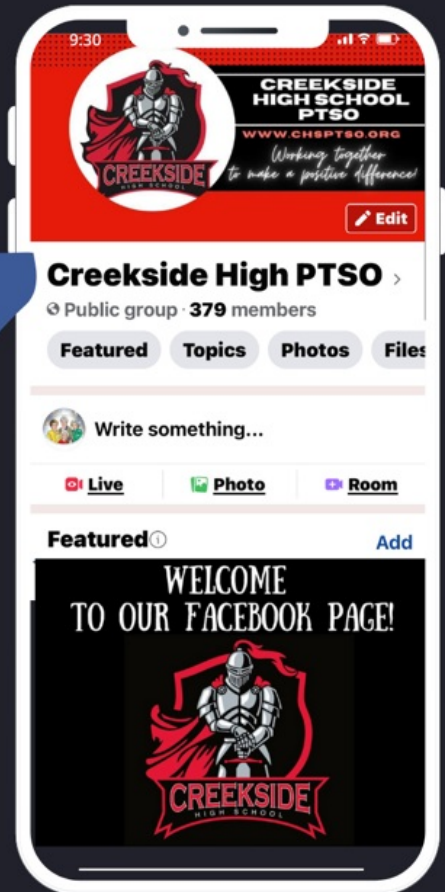 9:30
CREEKSIDE
HIGH SCHOOL
PTSO
WWW.CHSPTSO.ORG
Working together
to make a positive difference!
CREEKSIDE
HIGH SCHOOL
Edit
Creekside High PTSO
Public group · 379 members
Featured Topics Photos Files
Write something...
Live Photo Room
Featured
Add
WELCOME
TO OUR FACEBOOK PAGE!
CREEKSIDE
HIGH SCHOOL